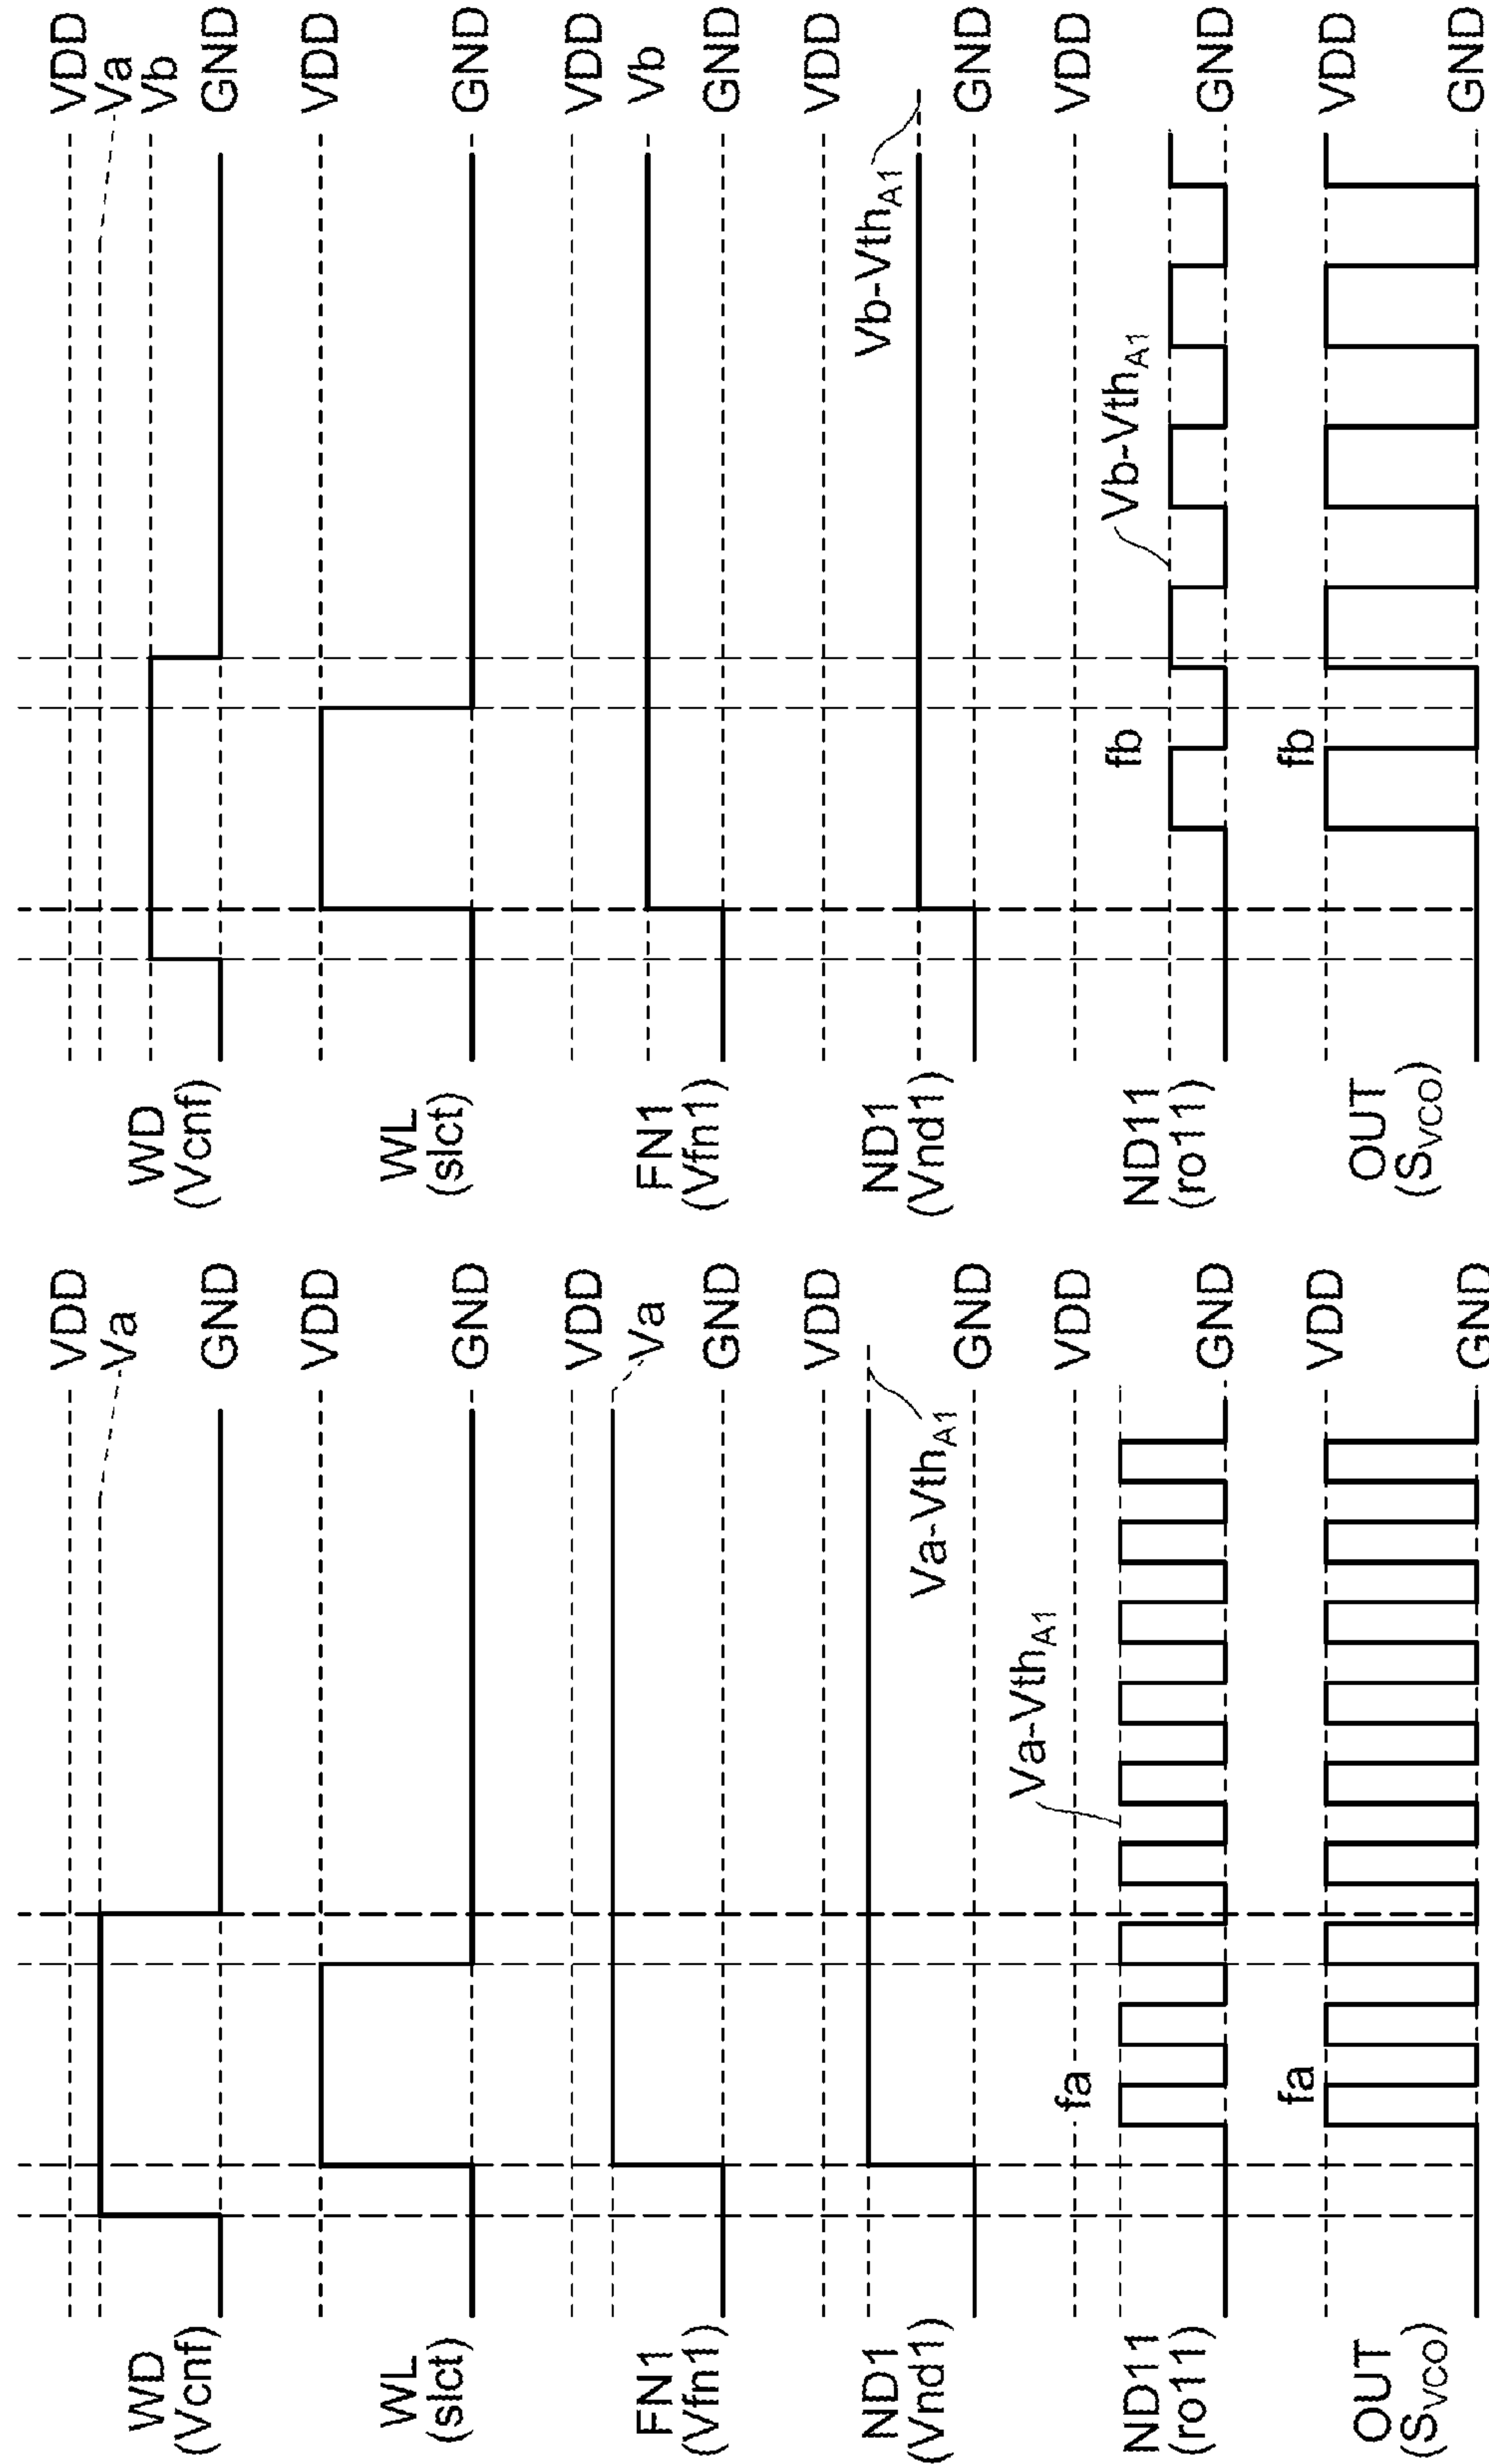 WD
(Vcnf)
VDD
Va
GND
WL
(slct)
VDD
GND
FN1
(Vfn1)
VDD
Va
GND
ND1
(Vnd1)
VDD
Va-VthA1
GND
ND11
(ro11)
VDD
Va-VthA1
fa
GND
OUT
(SVCO)
VDD
fa
GND
WD
(Vcnf)
VDD
Va
Vb
GND
WL
(slct)
VDD
GND
FN1
(Vfn1)
VDD
Vb
GND
ND1
(Vnd1)
VDD
Vb-VthA1
GND
ND11
(ro11)
VDD
Vb-VthA1
fb
GND
OUT
(SVCO)
VDD
fb
GND